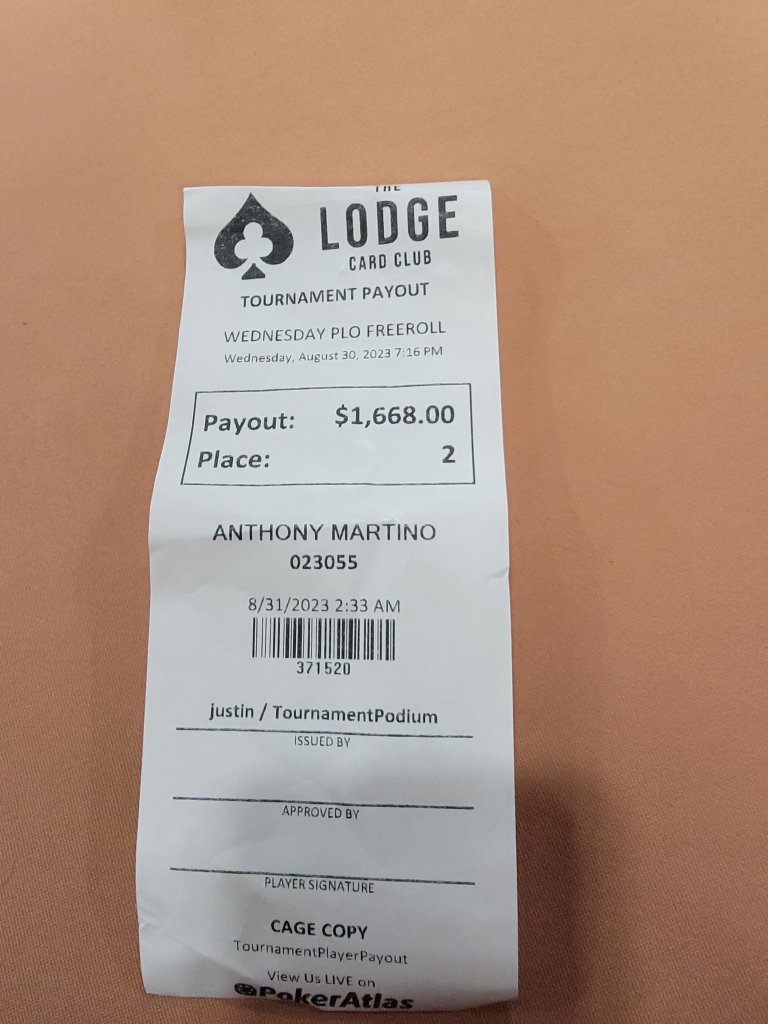 THE
LODGE
CARD CLUB
TOURNAMENT PAYOUT
WEDNESDAY PLO FREEROLL
Wednesday, August 30, 2023 7:16 PM
Payout: $1,668.00
Place: 2
ANTHONY MARTINO
023055
8/31/2023 2:33 AM
371520
justin / TournamentPodium
ISSUED BY
APPROVED BY
PLAYER SIGNATURE
CAGE COPY
TournamentPlayerPayout
View Us LIVE on
PokerAtlas